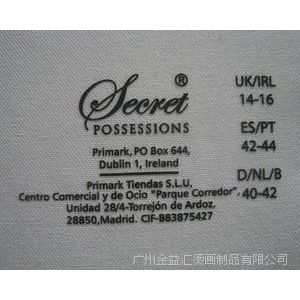 Secret®
POSSESSIONS
Primark, PO Box 644,
Dublin 1, Ireland
Primark Tiendas S.L.U,
Centro Comercial y de Ocio "Parque Corredor",
Unidad 28/4-Torrejón de Ardoz,
28850,Madrid. CIF-B83875427
UK/IRL
14-16
ES/PT
42-44
D/NL/B
40-42
广州全益汇烫画制品有限公司